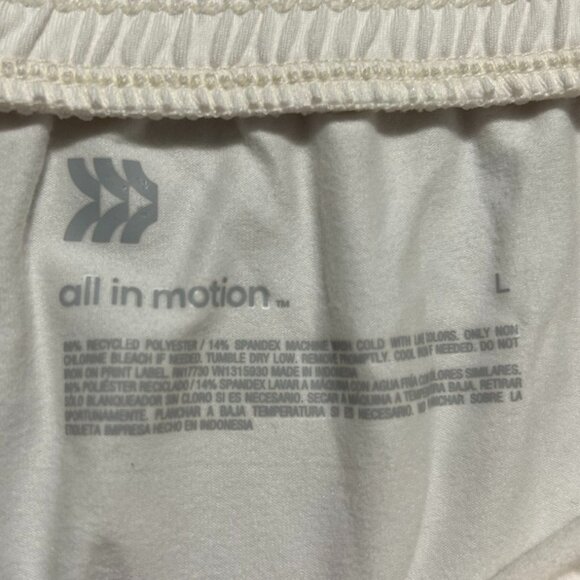 all in motion™
L
86% RECYCLED POLYESTER / 14% SPANDEX MACHINE WASH COLD WITH LIKE COLORS. ONLY NON
CHLORINE BLEACH IF NEEDED. TUMBLE DRY LOW. REMOVE PROMPTLY. COOL IRON IF NEEDED. DO NOT
IRON ON PRINT LABEL. RN17730 VN1315930 MADE IN INDONESIA
86% POLIÉSTER RECICLADO / 14% SPANDEX LAVAR A MÁQUINA CON AGUA FRÍA CON COLORES SIMILARES.
SÓLO BLANQUEADOR SIN CLORO SI ES NECESARIO. SECAR A MÁQUINA A TEMPERATURA BAJA. RETIRAR
OPORTUNAMENTE. PLANCHAR A BAJA TEMPERATURA SI ES NECESARIO. NO PLANCHAR SOBRE LA
ETIQUETA IMPRESA HECHO EN INDONESIA